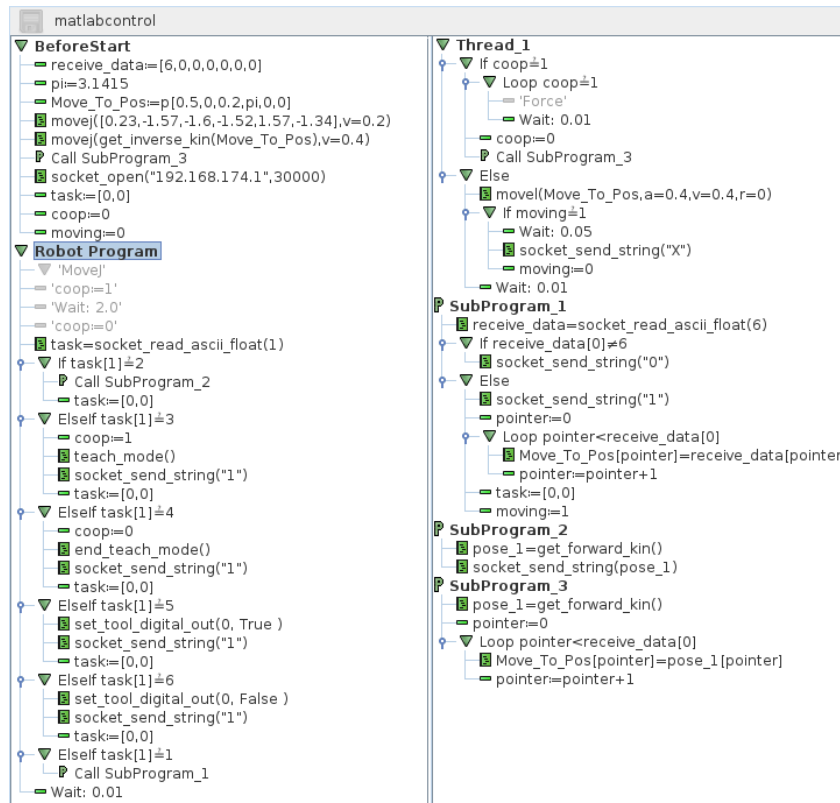 matlabcontrol
BeforeStart
receive_data≔[6,0,0,0,0,0,0]
pi≔3.1415
Move_To_Pos≔p[0.5,0,0.2,pi,0,0]
movej([0.23,-1.57,-1.6,-1.52,1.57,-1.34],v=0.2)
movej(get_inverse_kin(Move_To_Pos),v=0.4)
P Call SubProgram_3
socket_open("192.168.174.1",30000)
task≔[0,0]
coop≔0
moving≔0
Robot Program
'MoveJ'
'coop≔1'
'Wait: 2.0'
'coop≔0'
task=socket_read_ascii_float(1)
If task[1]≟2
P Call SubProgram_2
task≔[0,0]
ElseIf task[1]≟3
coop≔1
teach_mode()
socket_send_string("1")
task≔[0,0]
ElseIf task[1]≟4
coop≔0
end_teach_mode()
socket_send_string("1")
task≔[0,0]
ElseIf task[1]≟5
set_tool_digital_out(0, True )
socket_send_string("1")
task≔[0,0]
ElseIf task[1]≟6
set_tool_digital_out(0, False )
socket_send_string("1")
task≔[0,0]
ElseIf task[1]≟1
P Call SubProgram_1
Wait: 0.01
Thread_1
If coop≟1
Loop coop≟1
'Force'
Wait: 0.01
coop≔0
P Call SubProgram_3
Else
movel(Move_To_Pos,a=0.4,v=0.4,r=0)
If moving≟1
Wait: 0.05
socket_send_string("X")
moving≔0
Wait: 0.01
P SubProgram_1
receive_data=socket_read_ascii_float(6)
If receive_data[0]≠6
socket_send_string("0")
Else
socket_send_string("1")
pointer≔0
Loop pointer<receive_data[0]
Move_To_Pos[pointer]=receive_data[pointer
pointer≔pointer+1
task≔[0,0]
moving≔1
P SubProgram_2
pose_1=get_forward_kin()
socket_send_string(pose_1)
P SubProgram_3
pose_1=get_forward_kin()
pointer≔0
Loop pointer<receive_data[0]
Move_To_Pos[pointer]=pose_1[pointer]
pointer≔pointer+1